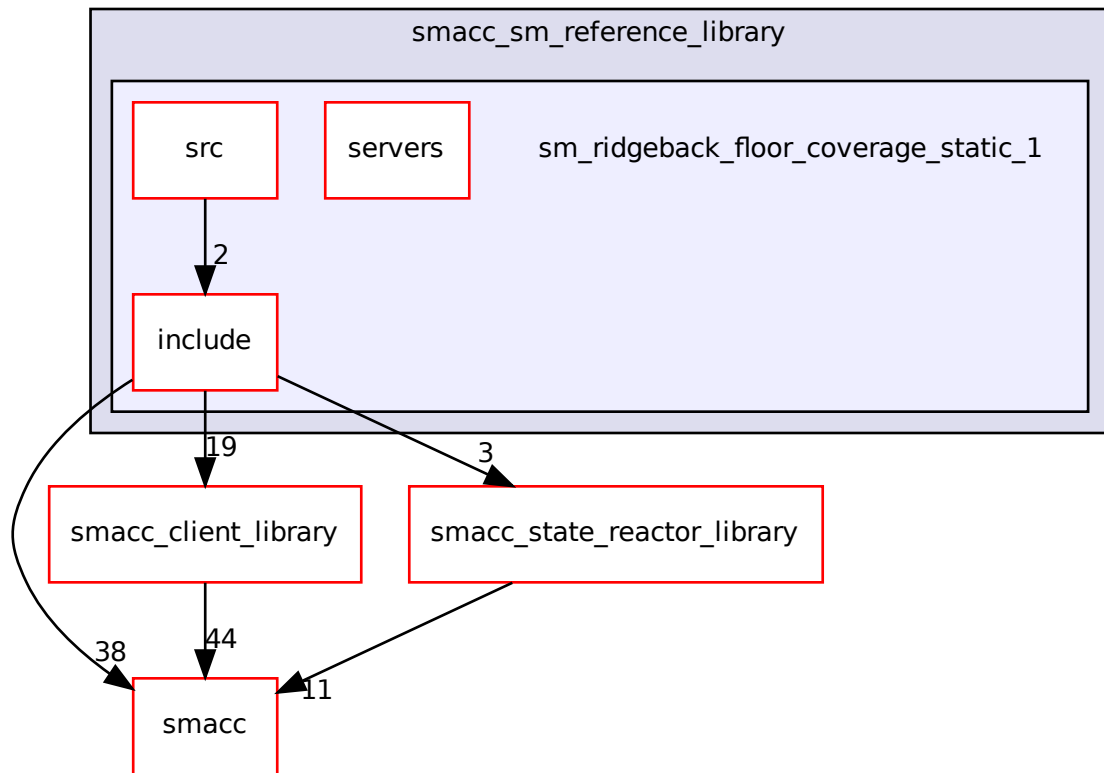 smacc_sm_reference_library
src
servers
sm_ridgeback_floor_coverage_static_1
2
include
19
3
smacc_client_library
smacc_state_reactor_library
38
44
11
smacc